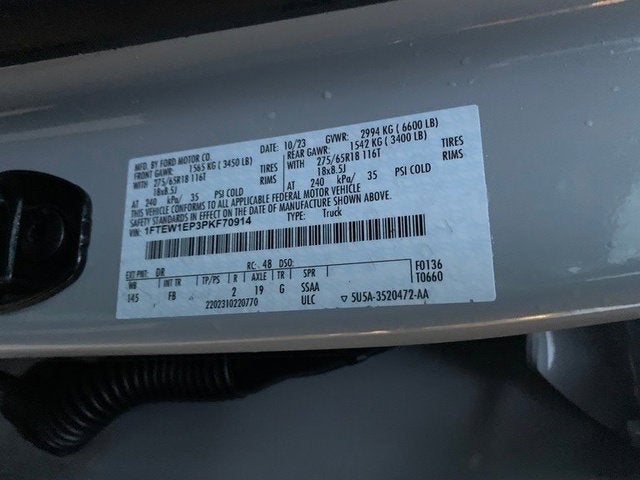 MFD. BY FORD MOTOR CO. DATE: 10/23 GVWR: 2994 KG ( 6600 LB)
FRONT GAWR: 1565 KG ( 3450 LB) REAR GAWR: 1542 KG ( 3400 LB)
WITH 275/65R18 116T TIRES WITH 275/65R18 116T TIRES
18x8.5J RIMS 18x8.5J RIMS
AT 240 kPa/ 35 PSI COLD AT 240 kPa/ 35 PSI COLD
THIS VEHICLE CONFORMS TO ALL APPLICABLE FEDERAL MOTOR VEHICLE
SAFETY STANDARDS IN EFFECT ON THE DATE OF MANUFACTURE SHOWN ABOVE.
VIN: 1FTEW1EP3PKF70914 TYPE: Truck
EXT PNT: DR RC: 48 DSO: F0136
WB INT TR TP/PS R AXLE TR SPR T0660
145 FB 2 19 G SSAA
2202310220770 ULC ▽ 5U5A-3520472-AA